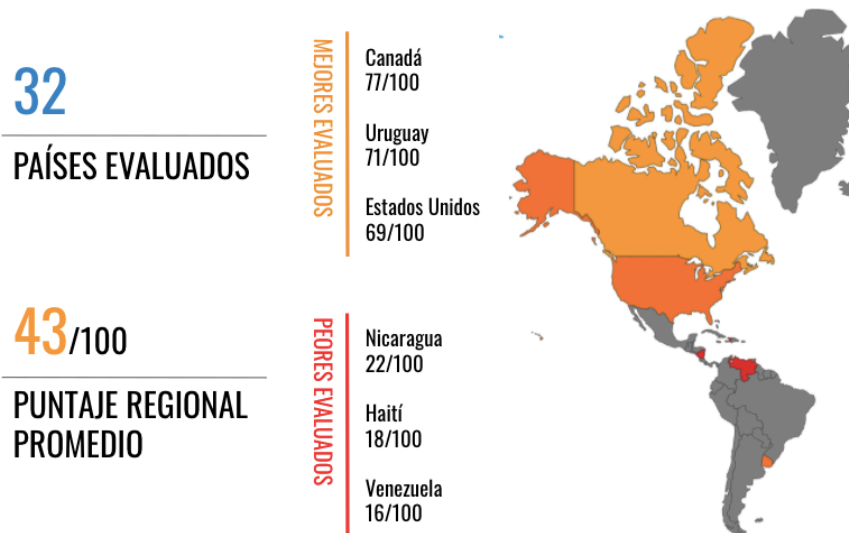 32
PAÍSES EVALUADOS
43/100
PUNTAJE REGIONAL
PROMEDIO
MEJORES EVALUADOS
Canadá
77/100
Uruguay
71/100
Estados Unidos
69/100
PEORES EVALUADOS
Nicaragua
22/100
Haití
18/100
Venezuela
16/100